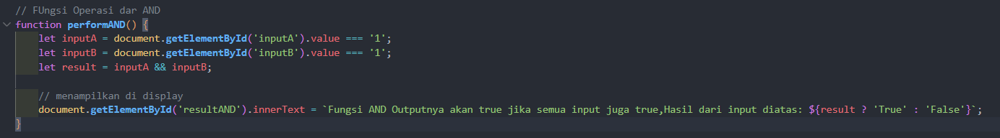 // FUngsi Operasi dar AND
function performAND() {
let inputA = document.getElementById('inputA').value === '1';
let inputB = document.getElementById('inputB').value === '1';
let result = inputA && inputB;
// menampilkan di display
document.getElementById('resultAND').innerText = `Fungsi AND Outputnya akan true jika semua input juga true,Hasil dari input diatas: ${result ? 'True' : 'False'}`;
}